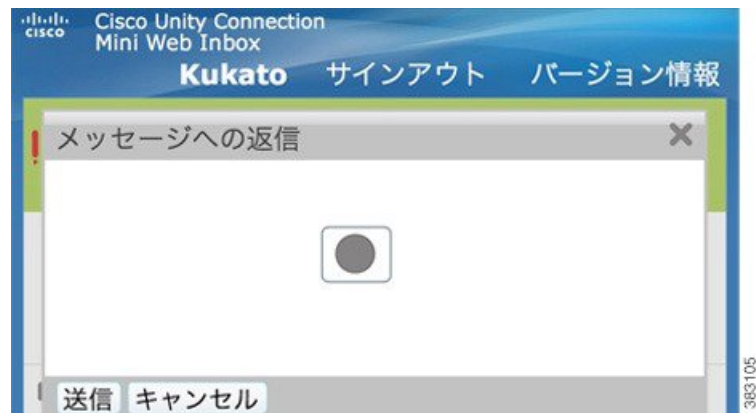 CISCO
Cisco Unity Connection
Mini Web Inbox
Kukato サインアウト バージョン情報
メッセージへの返信
送信 キャンセル
383105